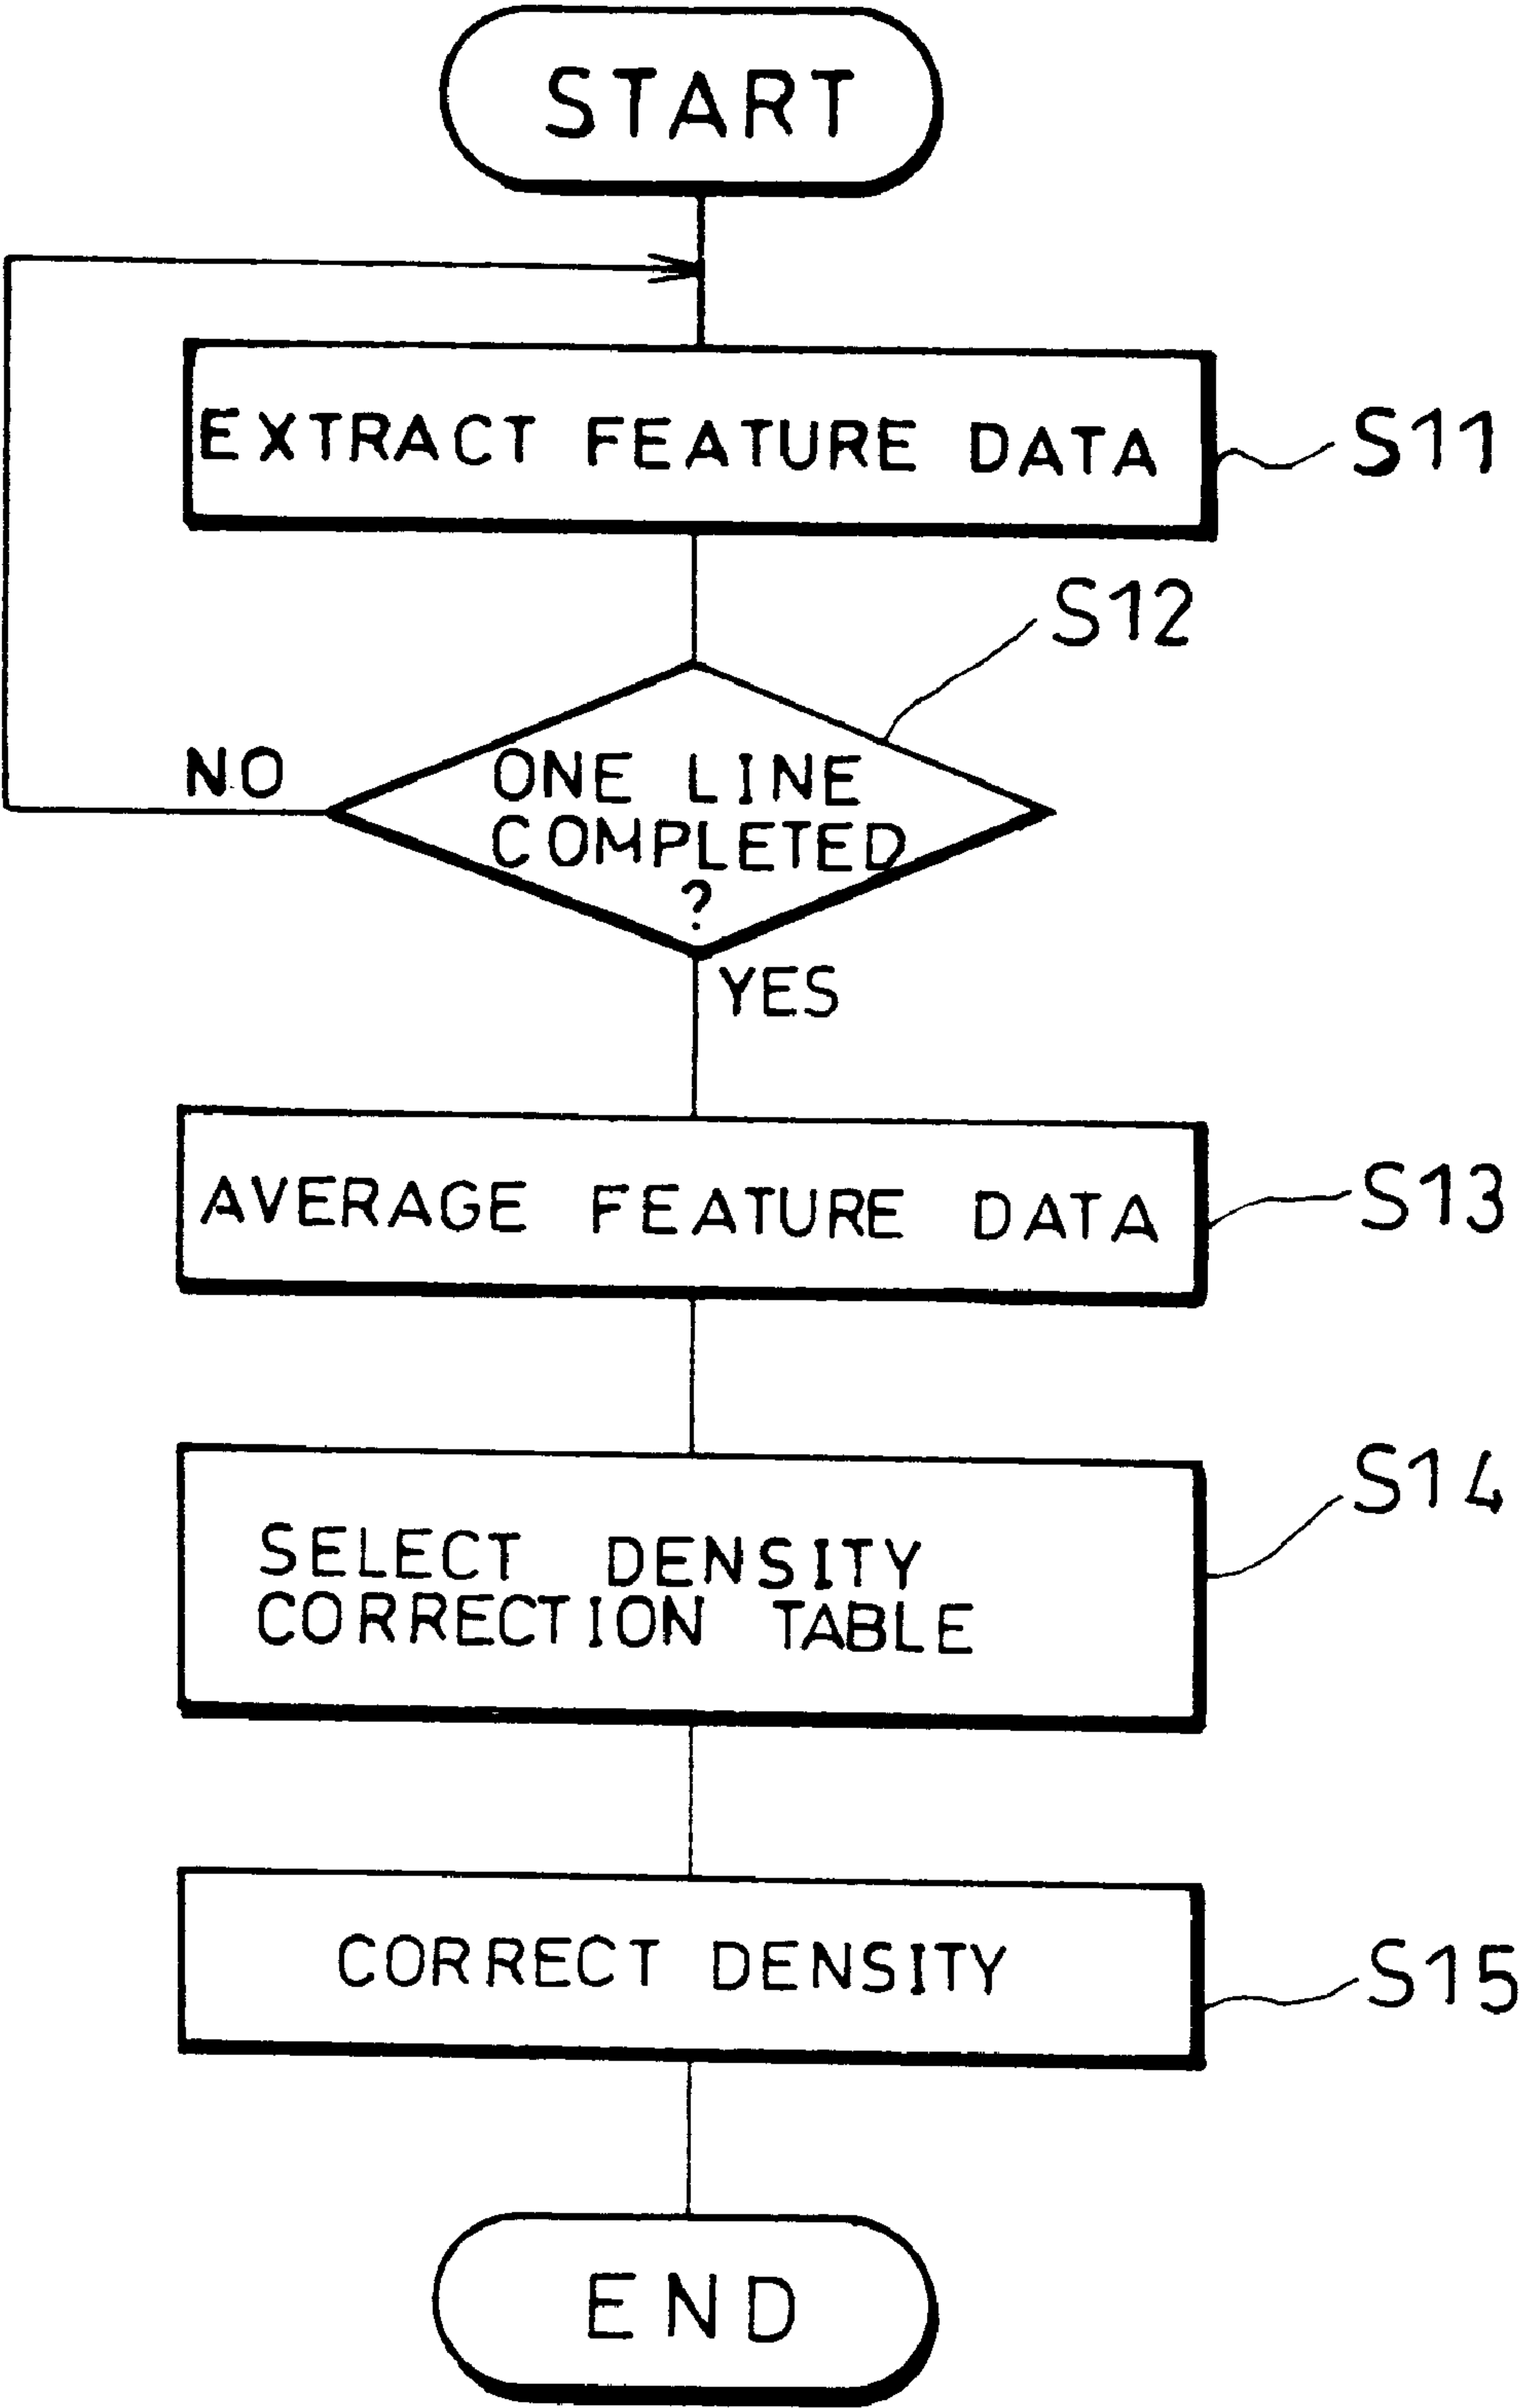 START
EXTRACT FEATURE DATA
S11
S12
ONE LINE
COMPLETED
?
NO
YES
AVERAGE FEATURE DATA
S13
SELECT DENSITY
CORRECTION TABLE
S14
CORRECT DENSITY
S15
END